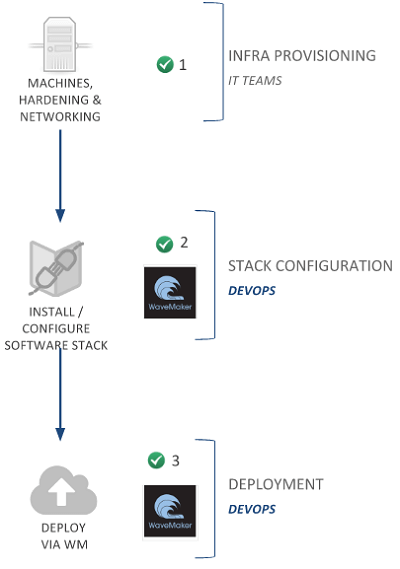 MACHINES,
HARDENING &
NETWORKING
1
INFRA PROVISIONING
IT TEAMS
INSTALL /
CONFIGURE
SOFTWARE STACK
2
WaveMaker
STACK CONFIGURATION
DEVOPS
DEPLOY
VIA WM
3
WaveMaker
DEPLOYMENT
DEVOPS